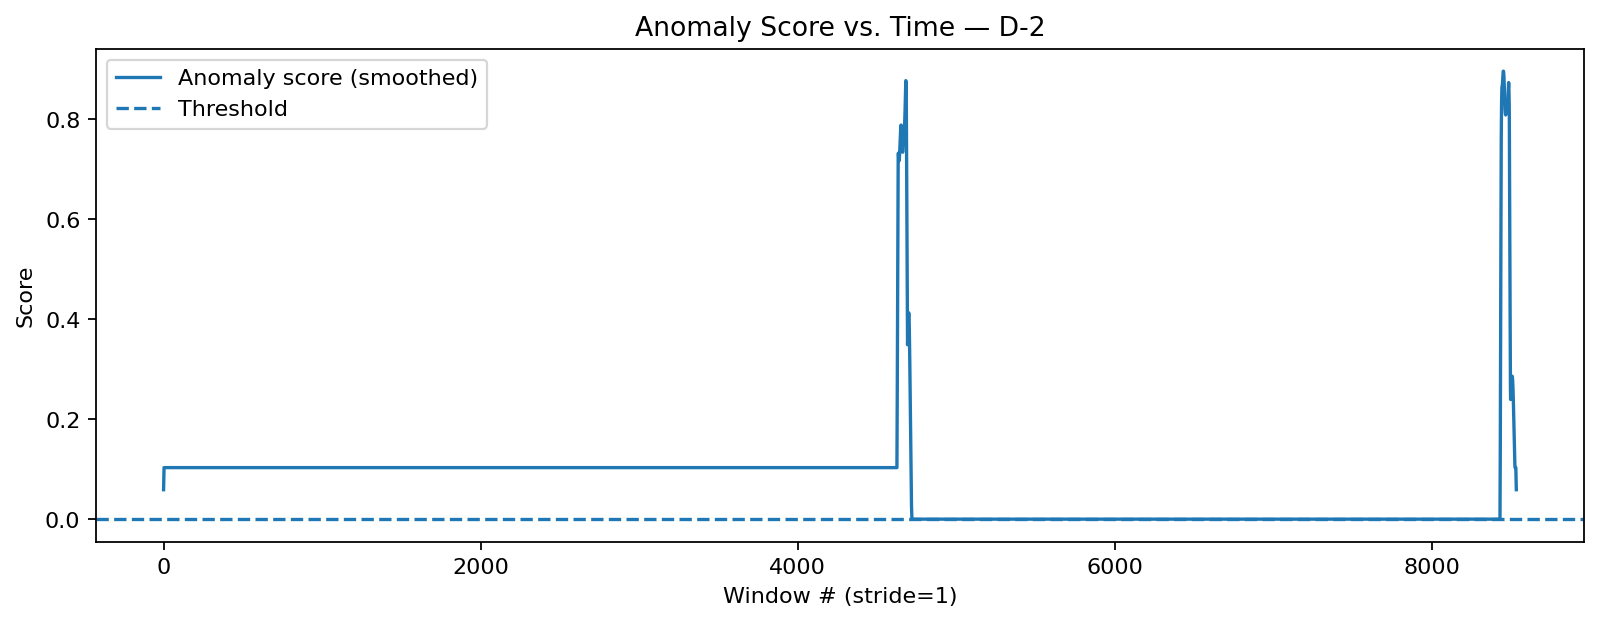 Anomaly Score vs. Time — D-2
Anomaly score (smoothed)
Threshold
Score
0.8
0.6
0.4
0.2
0.0
0 2000 4000 6000 8000
Window # (stride=1)